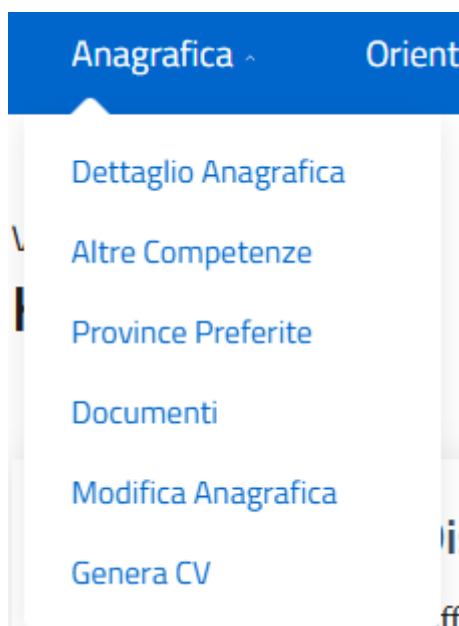 Anagrafica
Dettaglio Anagrafica
Altre Competenze
Province Preferite
Documenti
Modifica Anagrafica
Genera CV